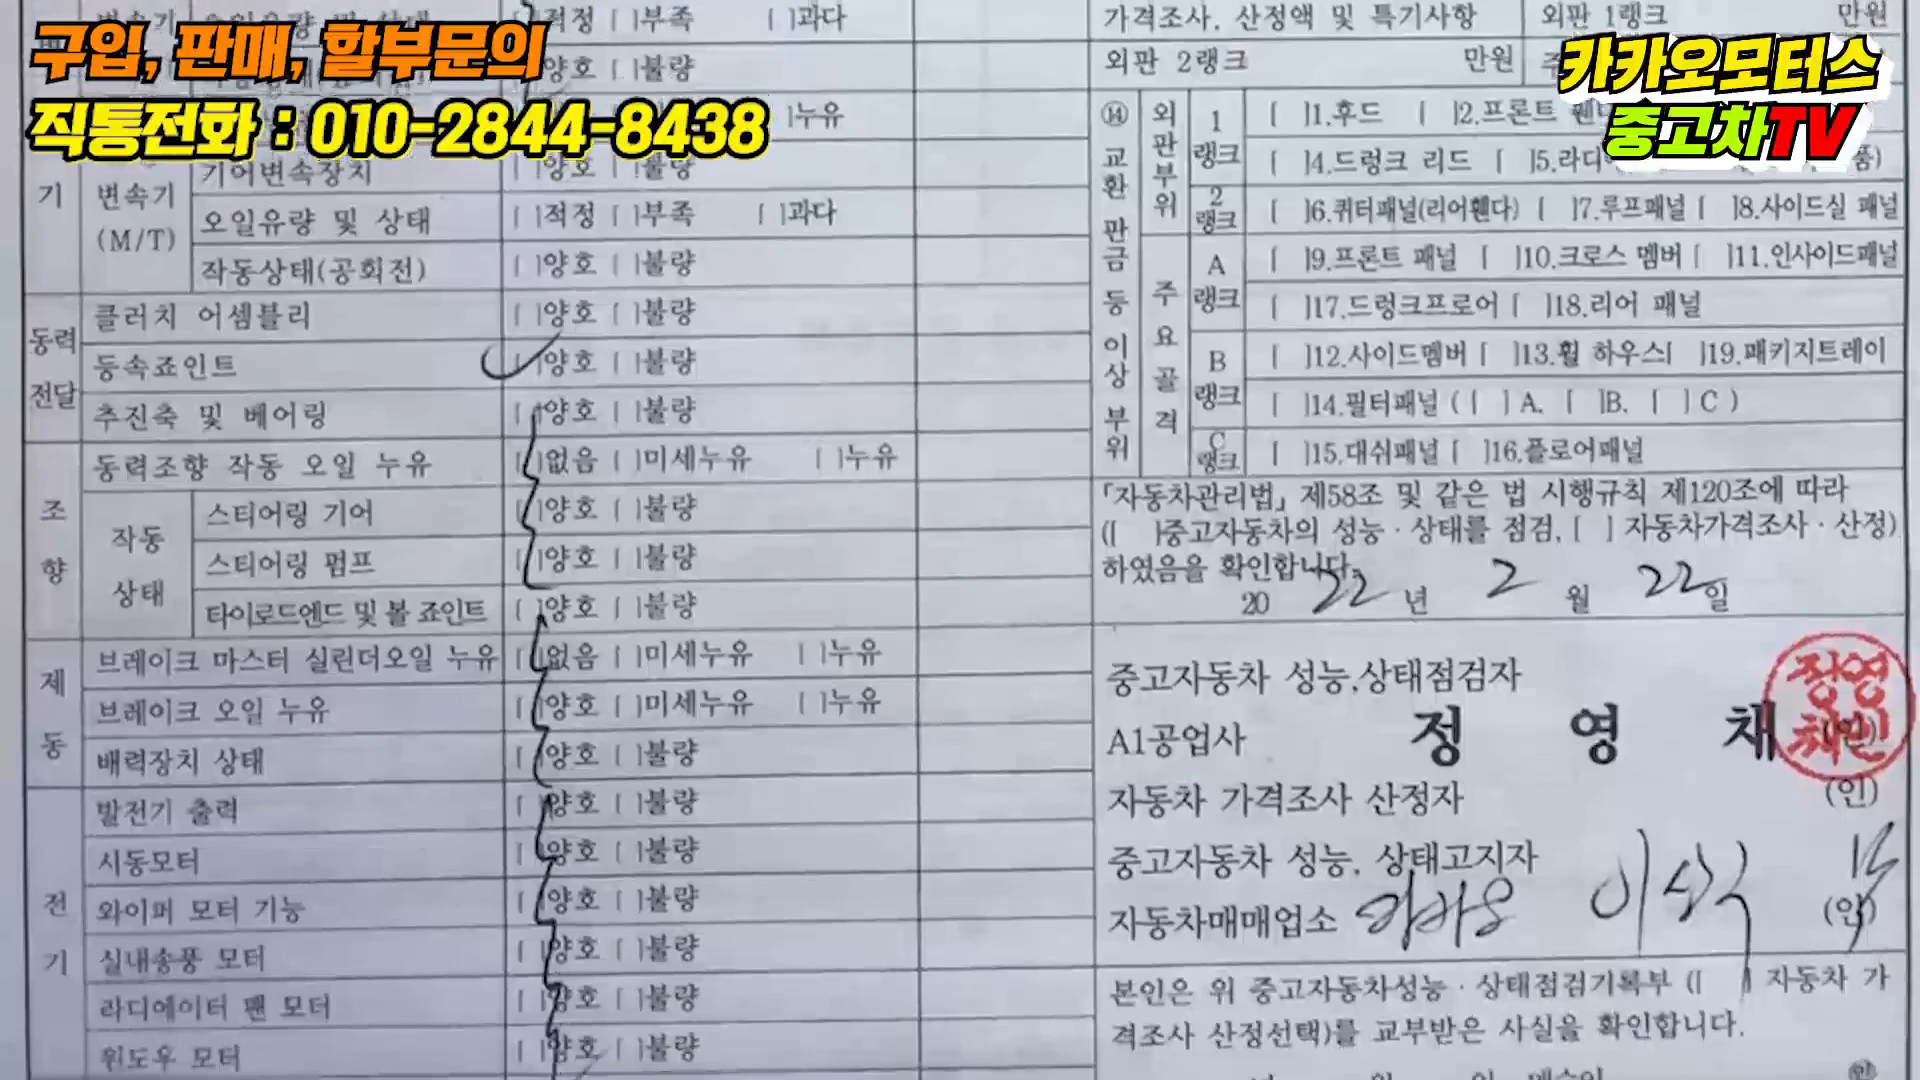 구입, 판매, 할부문의
직통전화 : 010-2844-8438
카카오모터스
중고차TV
[ ]적정 [ ]부족 [ ]과다
[ ]양호 [ ]불량
]누유
기
변속기
(M/T)
기어변속장치 [ ]양호 [ ]불량
오일유량 및 상태 [ ]적정 [ ]부족 [ ]과다
작동상태(공회전) [ ]양호 [ ]불량
동력
전달
클러치 어셈블리 [ ]양호 [ ]불량
등속죠인트 [ ]양호 [ ]불량
추진축 및 베어링 [ ]양호 [ ]불량
조
향
동력조향 작동 오일 누유 [ ]없음 [ ]미세누유 [ ]누유
작동
상태
스티어링 기어 [ ]양호 [ ]불량
스티어링 펌프 [ ]양호 [ ]불량
타이로드엔드 및 볼 죠인트 [ ]양호 [ ]불량
제
동
브레이크 마스터 실린더오일 누유 [ ]없음 [ ]미세누유 [ ]누유
브레이크 오일 누유 [ ]양호 [ ]미세누유 [ ]누유
배력장치 상태 [ ]양호 [ ]불량
전
기
발전기 출력 [ ]양호 [ ]불량
시동모터 [ ]양호 [ ]불량
와이퍼 모터 기능 [ ]양호 [ ]불량
실내송풍 모터 [ ]양호 [ ]불량
라디에이터 팬 모터 [ ]양호 [ ]불량
윈도우 모터 [ ]양호 [ ]불량
가격조사. 산정액 및 특기사항 외판 1랭크 만원
외판 2랭크 만원
⑭ 교환 판금 등 이상 부위
외판부위
1
랭크
[ ]1.후드 [ ]2.프론트
[ ]4.드렁크 리드 [ ]5.라디
2
랭크
[ ]6.쿼터패널(리어휀다) [ ]7.루프패널 [ ]8.사이드실 패널
주요골격
A
랭크
[ ]9.프론트 패널 [ ]10.크로스 멤버 [ ]11.인사이드패널
[ ]17.드렁크프로어 [ ]18.리어 패널
B
랭크
[ ]12.사이드멤버 [ ]13.휠 하우스[ ]19.패키지트레이
[ ]14.필터패널 ( [ ] A. [ ]B. [ ] C )
C
랭크
[ ]15.대쉬패널 [ ]16.플로어패널
「자동차관리법」 제58조 및 같은 법 시행규칙 제120조에 따라
([ ]중고자동차의 성능 · 상태를 점검, [ ] 자동차가격조사 · 산정)
하였음을 확인합니다.
20 22 년 2 월 22일
중고자동차 성능,상태점검자
A1공업사 정 영 채 (인)
정영
채인
자동차 가격조사 산정자 (인)
중고자동차 성능, 상태고지자
자동차매매업소 카카오 이상 (인)
본인은 위 중고자동차성능 · 상태점검기록부 ([ ] 자동차 가
격조사 산정선택)를 교부받은 사실을 확인합니다.